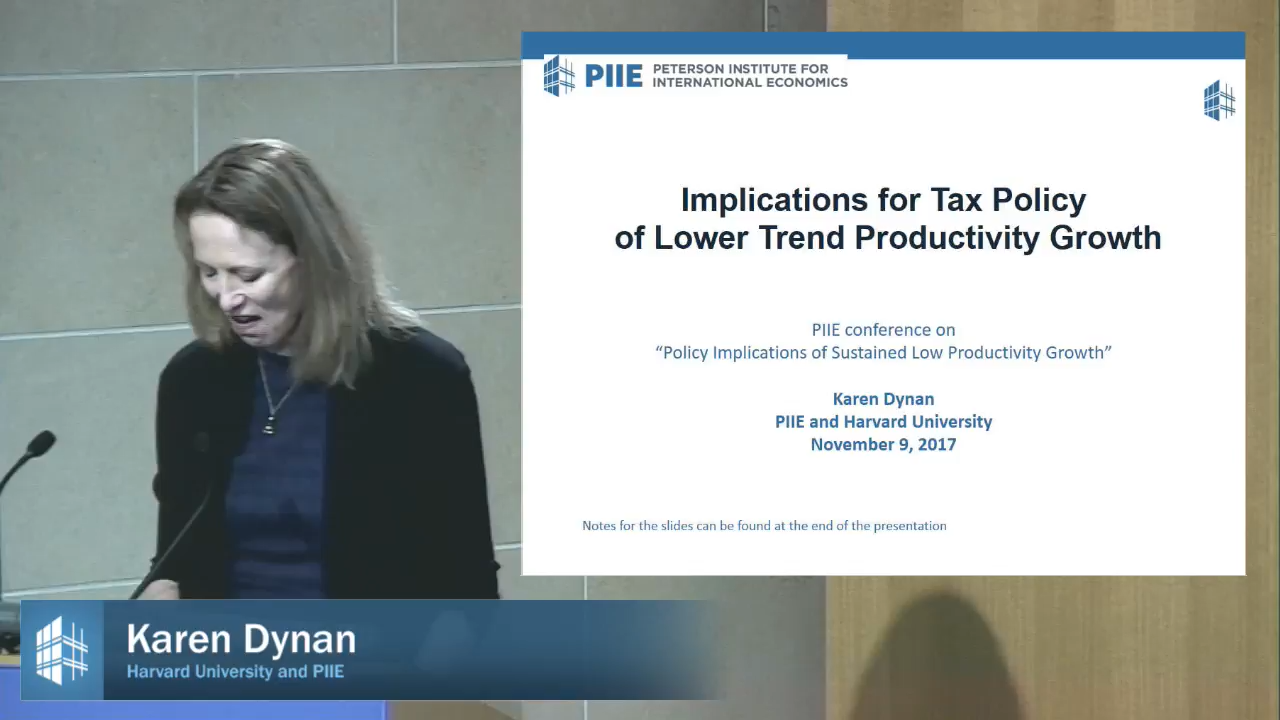 PIIE PETERSON INSTITUTE FOR
INTERNATIONAL ECONOMICS
Implications for Tax Policy
of Lower Trend Productivity Growth
PIIE conference on
“Policy Implications of Sustained Low Productivity Growth”
Karen Dynan
PIIE and Harvard University
November 9, 2017
Notes for the slides can be found at the end of the presentation
Karen Dynan
Harvard University and PIIE